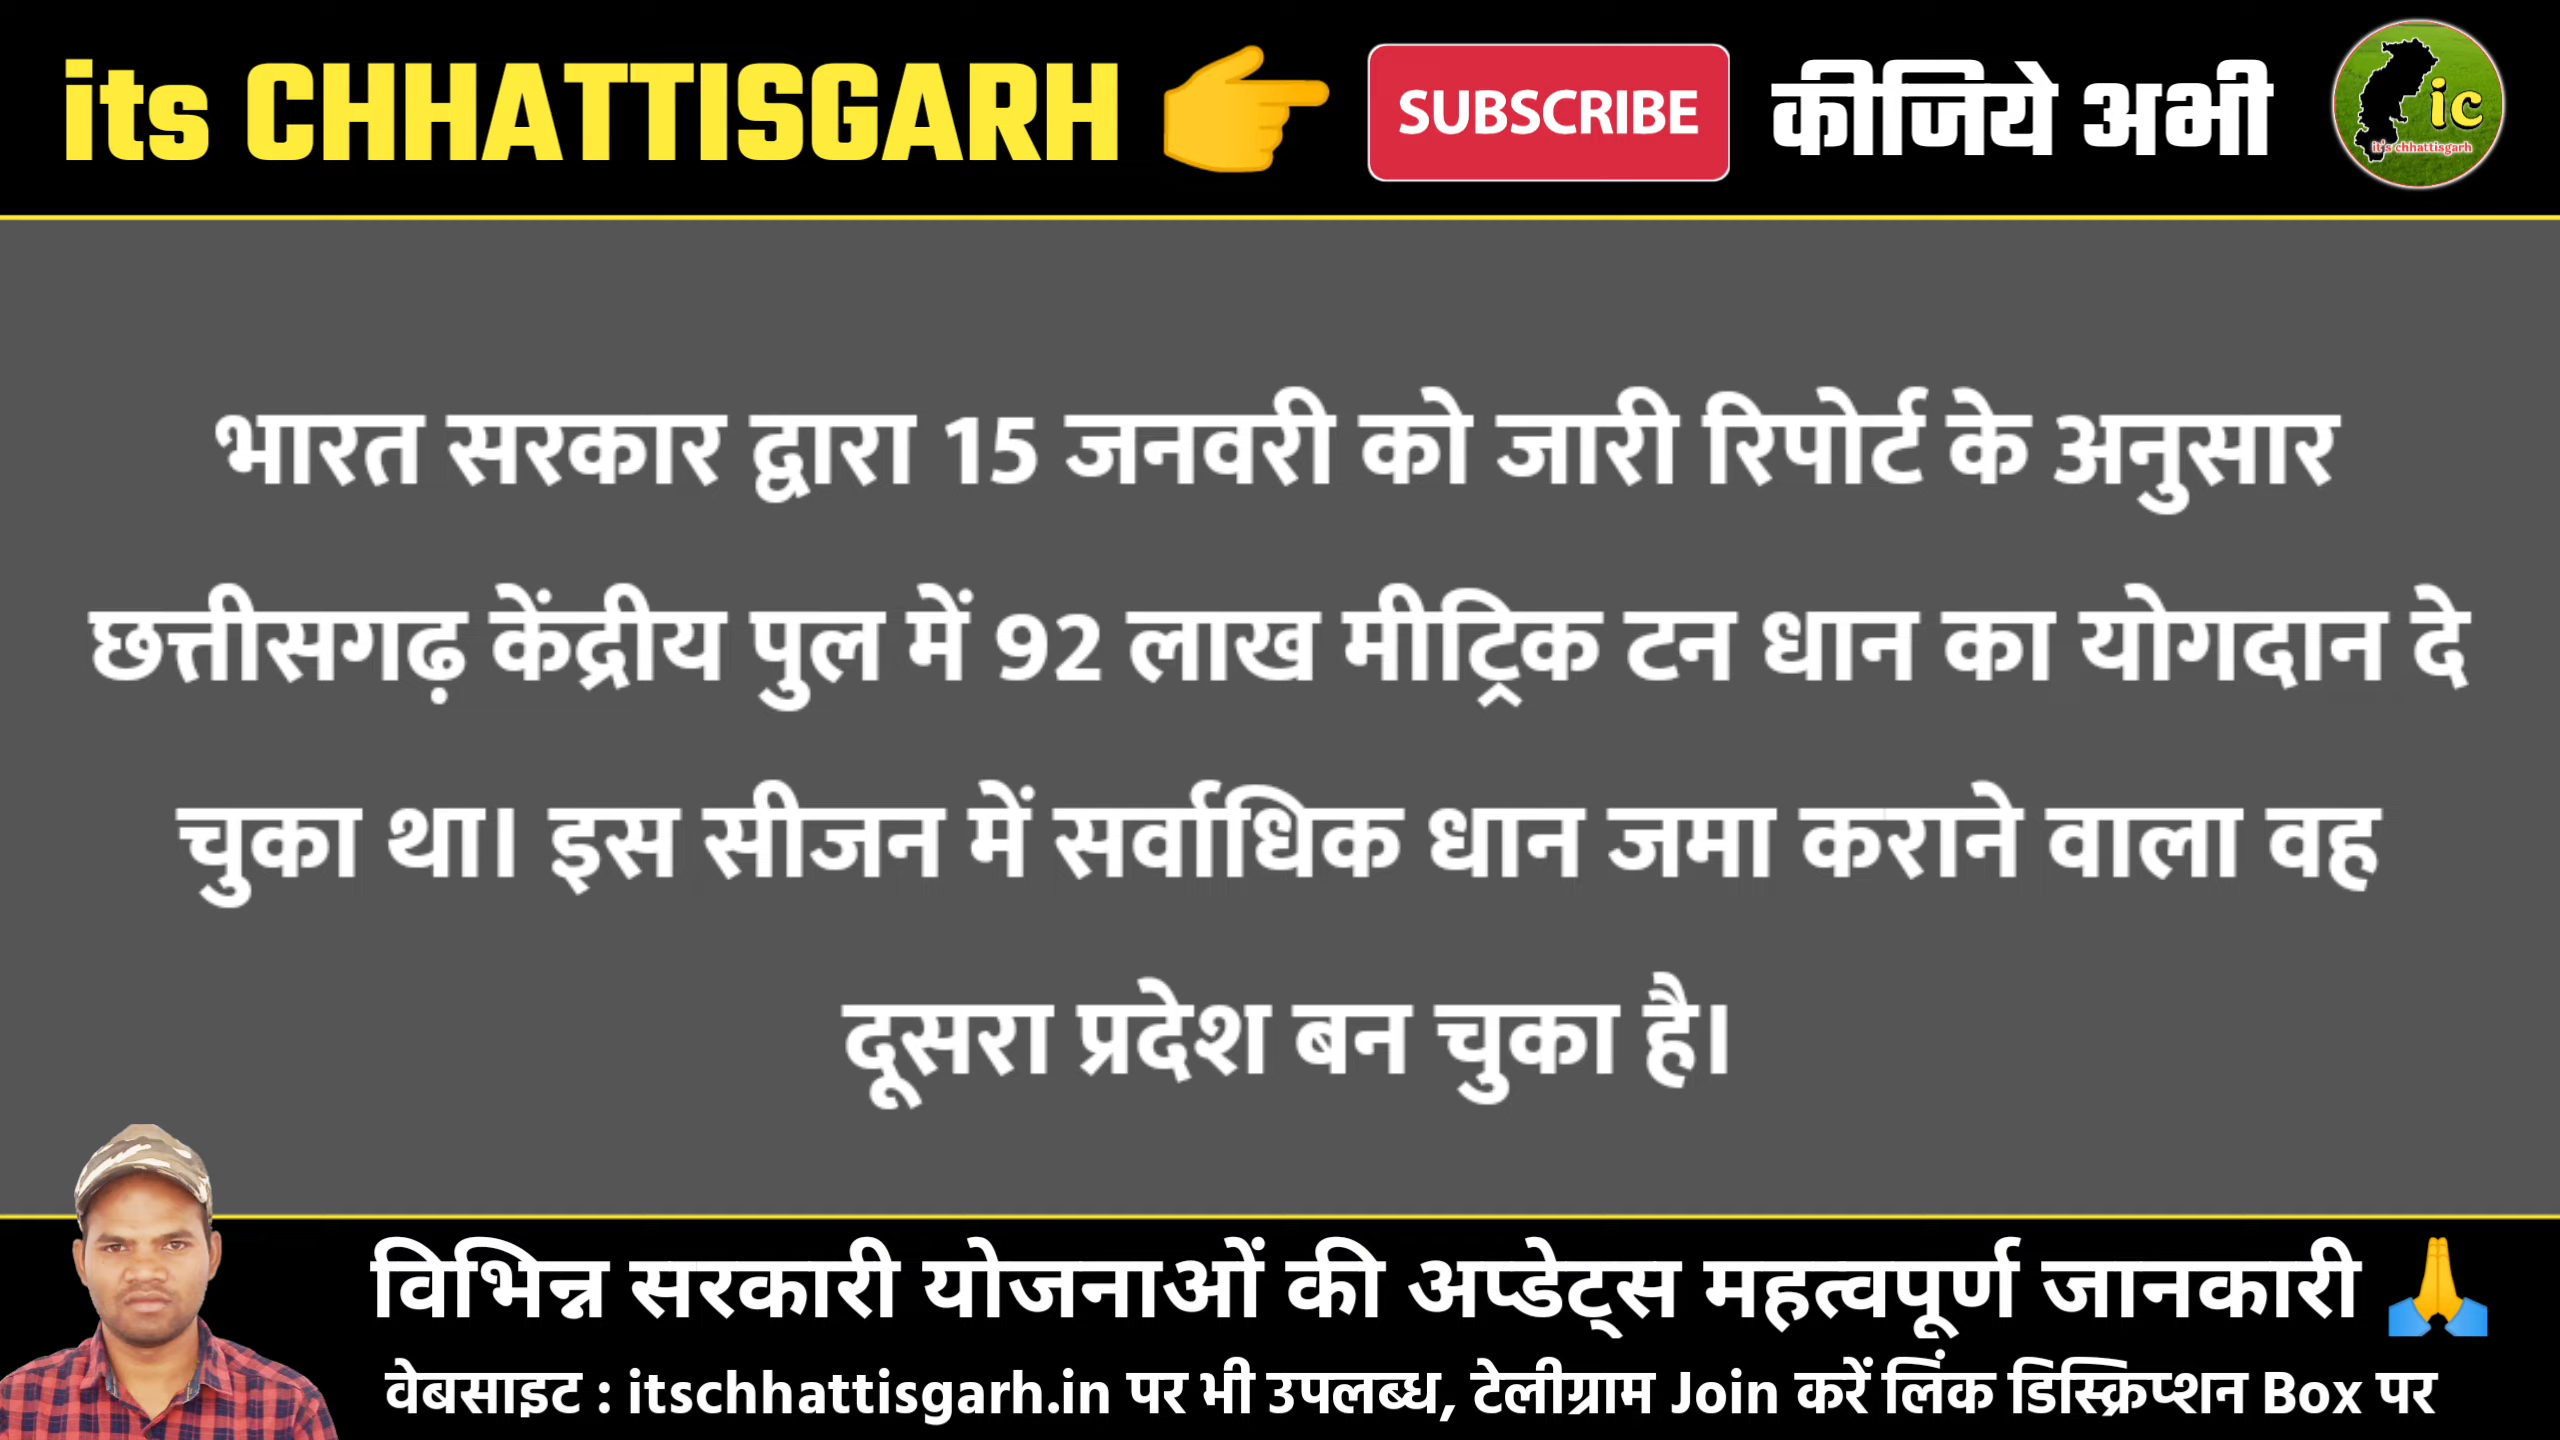 its CHHATTISGARH SUBSCRIBE कीजिये अभी
ic
it's chhattisgarh
भारत सरकार द्वारा 15 जनवरी को जारी रिपोर्ट के अनुसार
छत्तीसगढ़ केंद्रीय पुल में 92 लाख मीट्रिक टन धान का योगदान दे
चुका था। इस सीजन में सर्वाधिक धान जमा कराने वाला वह
दूसरा प्रदेश बन चुका है।
विभिन्न सरकारी योजनाओं की अप्डेट्स महत्वपूर्ण जानकारी
वेबसाइट : itschhattisgarh.in पर भी उपलब्ध, टेलीग्राम Join करें लिंक डिस्क्रिप्शन Box पर